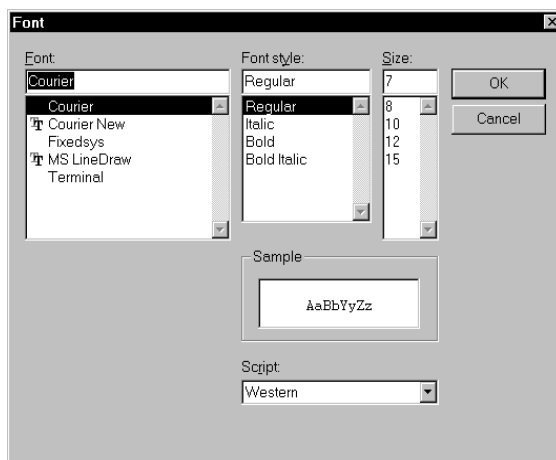 Font
Font:
Courier
Courier
Courier New
Fixedsys
MS LineDraw
Terminal
Font style:
Regular
Regular
Italic
Bold
Bold Italic
Size:
7
8
10
12
15
OK
Cancel
Sample
AaBbYyZz
Script:
Western